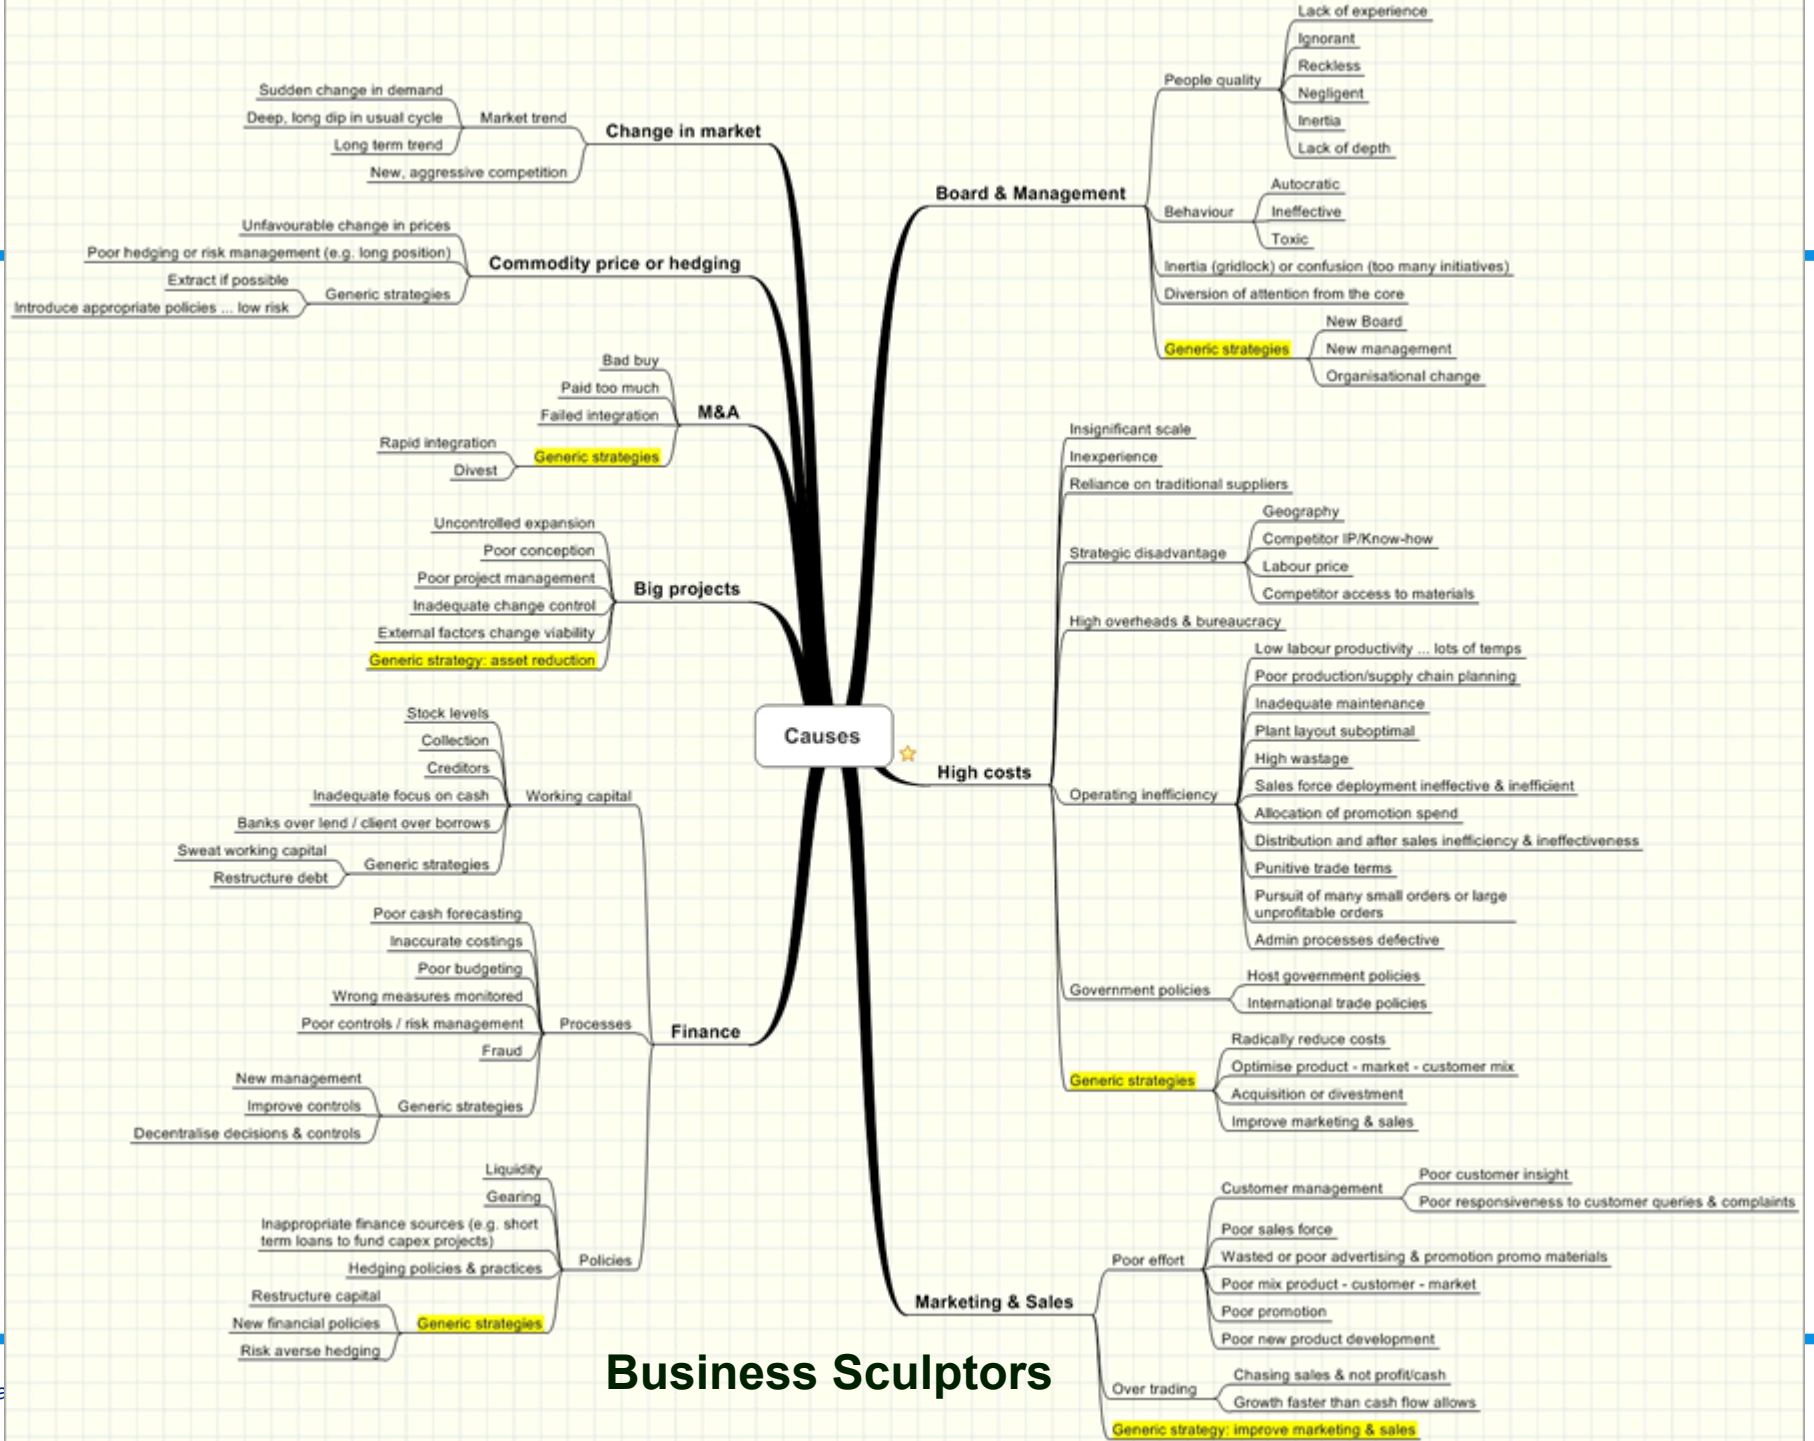 Causes
Change in market
Market trend
Sudden change in demand
Deep, long dip in usual cycle
Long term trend
New, aggressive competition
Commodity price or hedging
Unfavourable change in prices
Poor hedging or risk management (e.g. long position)
Generic strategies
Extract if possible
Introduce appropriate policies ... low risk
M&A
Bad buy
Paid too much
Failed integration
Generic strategies
Rapid integration
Divest
Big projects
Uncontrolled expansion
Poor conception
Poor project management
Inadequate change control
External factors change viability
Generic strategy: asset reduction
Finance
Working capital
Stock levels
Collection
Creditors
Inadequate focus on cash
Banks over lend / client over borrows
Generic strategies
Sweat working capital
Restructure debt
Processes
Poor cash forecasting
Inaccurate costings
Poor budgeting
Wrong measures monitored
Poor controls / risk management
Fraud
Generic strategies
New management
Improve controls
Decentralise decisions & controls
Policies
Liquidity
Gearing
Inappropriate finance sources (e.g. short
term loans to fund capex projects)
Hedging policies & practices
Generic strategies
Restructure capital
New financial policies
Risk averse hedging
Board & Management
People quality
Lack of experience
Ignorant
Reckless
Negligent
Inertia
Lack of depth
Behaviour
Autocratic
Ineffective
Toxic
Inertia (gridlock) or confusion (too many initiatives)
Diversion of attention from the core
Generic strategies
New Board
New management
Organisational change
High costs
Insignificant scale
Inexperience
Reliance on traditional suppliers
Strategic disadvantage
Geography
Competitor IP/Know-how
Labour price
Competitor access to materials
High overheads & bureaucracy
Operating inefficiency
Low labour productivity ... lots of temps
Poor production/supply chain planning
Inadequate maintenance
Plant layout suboptimal
High wastage
Sales force deployment ineffective & inefficient
Allocation of promotion spend
Distribution and after sales inefficiency & ineffectiveness
Punitive trade terms
Pursuit of many small orders or large
unprofitable orders
Admin processes defective
Government policies
Host government policies
International trade policies
Generic strategies
Radically reduce costs
Optimise product - market - customer mix
Acquisition or divestment
Improve marketing & sales
Marketing & Sales
Poor effort
Customer management
Poor customer insight
Poor responsiveness to customer queries & complaints
Poor sales force
Wasted or poor advertising & promotion promo materials
Poor mix product - customer - market
Poor promotion
Poor new product development
Over trading
Chasing sales & not profit/cash
Growth faster than cash flow allows
Generic strategy: improve marketing & sales
Business Sculptors